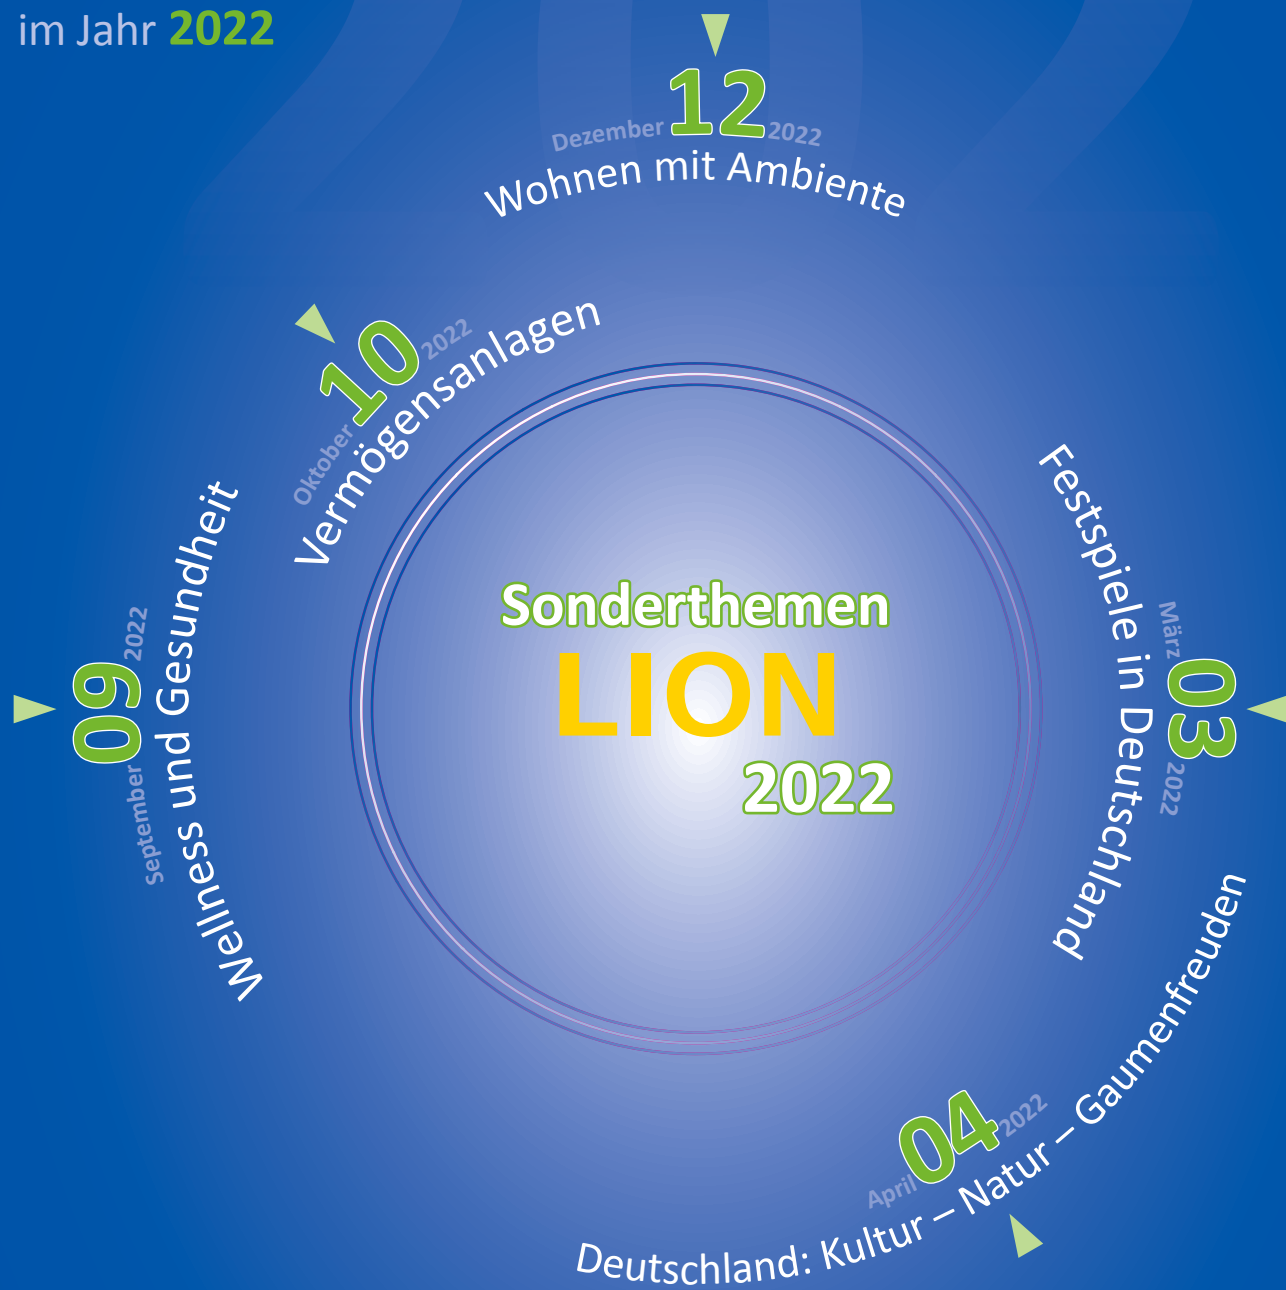 im Jahr 2022
Dezember 12 2022
Wohnen mit Ambiente
Oktober 10 2022
Vermögensanlagen
September 09 2022
Wellness und Gesundheit
Sonderthemen
LION
2022
März 03 2022
Festspiele in Deutschland
April 04 2022
Deutschland: Kultur – Natur – Gaumenfreuden